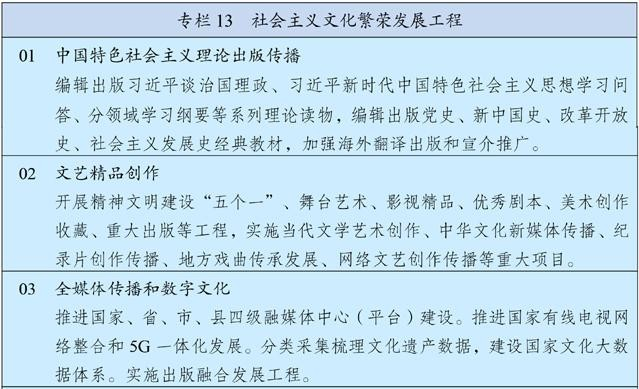 专栏13 社会主义文化繁荣发展工程
01 中国特色社会主义理论出版传播
编辑出版习近平谈治国理政、习近平新时代中国特色社会主义思想学习问
答、分领域学习纲要等系列理论读物，编辑出版党史、新中国史、改革开放
史、社会主义发展史经典教材，加强海外翻译出版和宣介推广。
02 文艺精品创作
开展精神文明建设“五个一”、舞台艺术、影视精品、优秀剧本、美术创作
收藏、重大出版等工程，实施当代文学艺术创作、中华文化新媒体传播、纪
录片创作传播、地方戏曲传承发展、网络文艺创作传播等重大项目。
03 全媒体传播和数字文化
推进国家、省、市、县四级融媒体中心（平台）建设。推进国家有线电视网
络整合和5G一体化发展。分类采集梳理文化遗产数据，建设国家文化大数
据体系。实施出版融合发展工程。